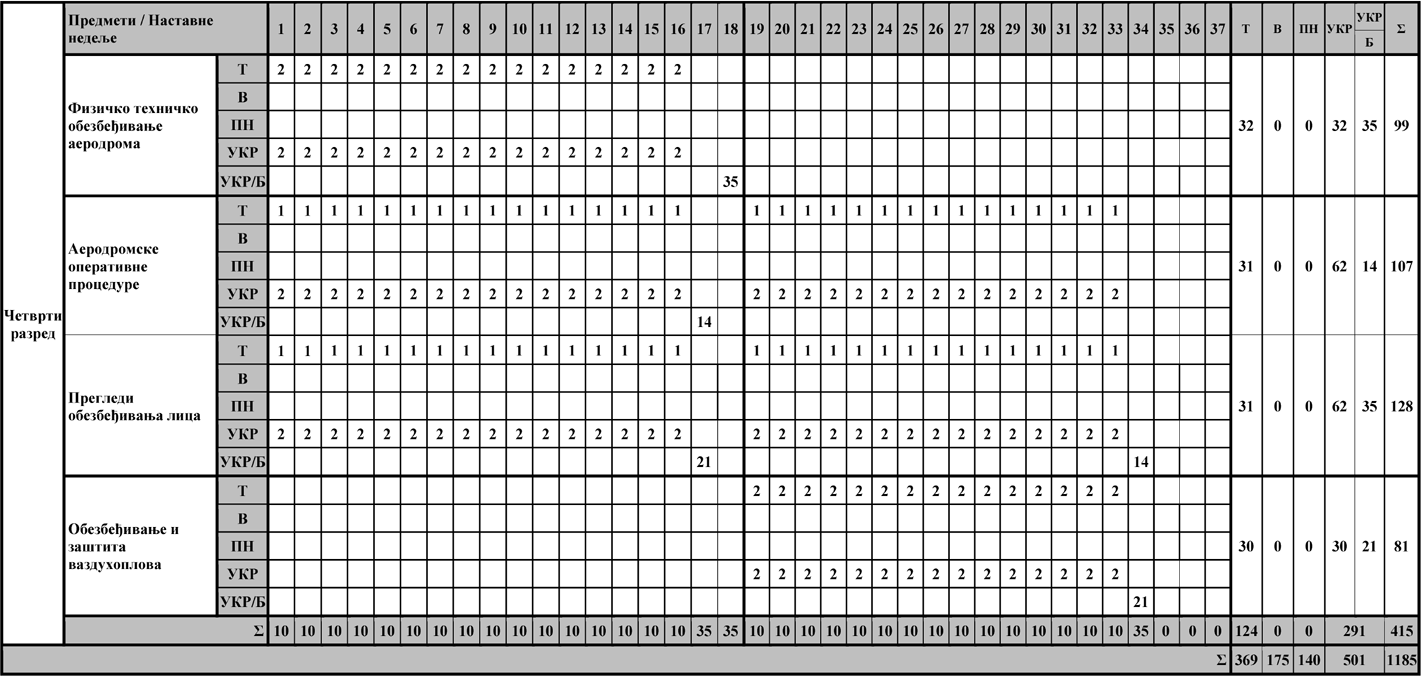 Предмети / Наставне недеље 1 2 3 4 5 6 7 8 9 10 11 12 13 14 15 16 17 18 19 20 21 22 23 24 25 26 27 28 29 30 31 32 33 34 35 36 37 Т В ПН УКР УКР Б Σ
Четврти
разред
Физичко техничко
обезбеђивање
аеродрома
Т 2 2 2 2 2 2 2 2 2 2 2 2 2 2 2 2
В
ПН
УКР 2 2 2 2 2 2 2 2 2 2 2 2 2 2 2 2
УКР/Б 35
32 0 0 32 35 99
Аеродромске
оперативне
процедуре
Т 1 1 1 1 1 1 1 1 1 1 1 1 1 1 1 1 1 1 1 1 1 1 1 1 1 1 1 1 1 1 1
В
ПН
УКР 2 2 2 2 2 2 2 2 2 2 2 2 2 2 2 2 2 2 2 2 2 2 2 2 2 2 2 2 2 2 2
УКР/Б 14
31 0 0 62 14 107
Прегледи
обезбеђивања лица
Т 1 1 1 1 1 1 1 1 1 1 1 1 1 1 1 1 1 1 1 1 1 1 1 1 1 1 1 1 1 1 1
В
ПН
УКР 2 2 2 2 2 2 2 2 2 2 2 2 2 2 2 2 2 2 2 2 2 2 2 2 2 2 2 2 2 2 2
УКР/Б 21 14
31 0 0 62 35 128
Обезбеђивање и
заштита
ваздухоплова
Т 2 2 2 2 2 2 2 2 2 2 2 2 2 2 2
В
ПН
УКР 2 2 2 2 2 2 2 2 2 2 2 2 2 2 2
УКР/Б 21
30 0 0 30 21 81
Σ 10 10 10 10 10 10 10 10 10 10 10 10 10 10 10 10 35 35 10 10 10 10 10 10 10 10 10 10 10 10 10 10 10 35 0 0 0 124 0 0 291 415
Σ 369 175 140 501 1185